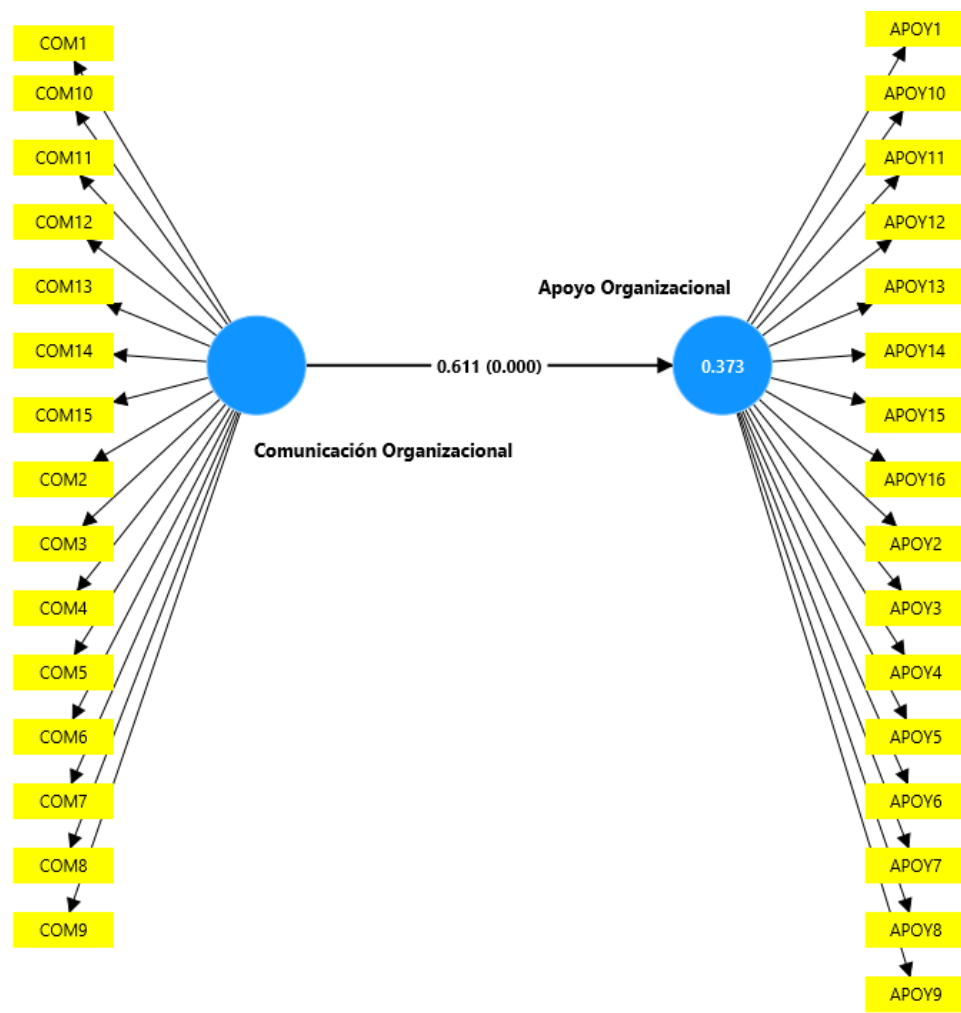 COM1
COM10
COM11
COM12
COM13
COM14
COM15
COM2
COM3
COM4
COM5
COM6
COM7
COM8
COM9
Comunicación Organizacional
0.611 (0.000)
Apoyo Organizacional
0.373
APOY1
APOY10
APOY11
APOY12
APOY13
APOY14
APOY15
APOY16
APOY2
APOY3
APOY4
APOY5
APOY6
APOY7
APOY8
APOY9